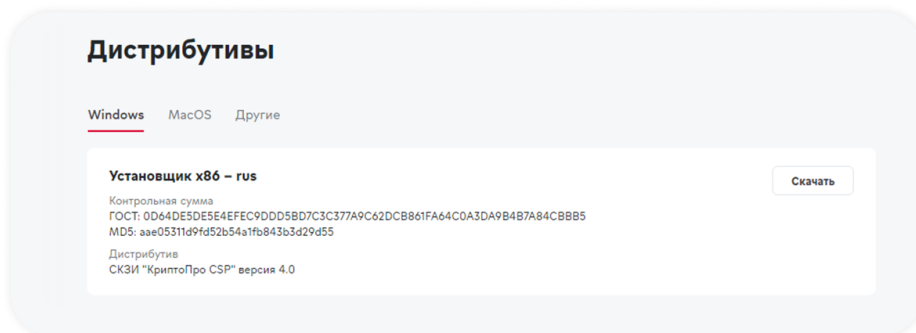 Дистрибутивы
Windows MacOS Другие
Установщик x86 – rus
Скачать
Контрольная сумма
ГОСТ: 0D64DE5DE5E4EFEC9DDD5BD7C3C377A9C62DCB861FA64C0A3DA9B4B7A84CBBB5
MD5: aae05311d9fd52b54a1fb843b3d29d55
Дистрибутив
СКЗИ "КриптоПро CSP" версия 4.0